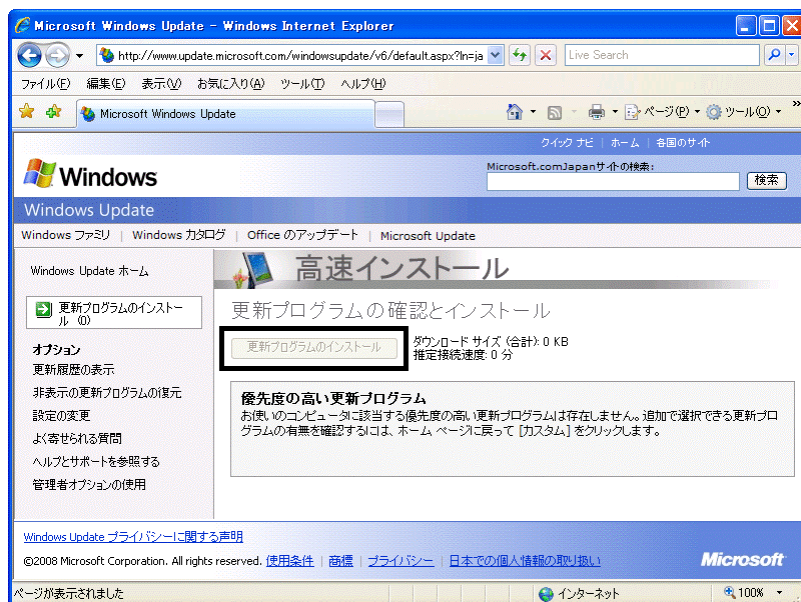 Microsoft Windows Update - Windows Internet Explorer
http://www.update.microsoft.com/windowsupdate/v6/default.aspx?ln=ja
Live Search
ファイル(F) 編集(E) 表示(V) お気に入り(A) ツール(T) ヘルプ(H)
Microsoft Windows Update
ページ(P) ツール(O) »
クイック ナビ | ホーム | 各国のサイト
Windows
Microsoft.comJapanサイトの検索:
検索
Windows Update
Windows ファミリ | Windows カタログ | Office のアップデート | Microsoft Update
Windows Update ホーム
更新プログラムのインストー
ル (0)
オプション
更新履歴の表示
非表示の更新プログラムの復元
設定の変更
よく寄せられる質問
ヘルプとサポートを参照する
管理者オプションの使用
高速インストール
更新プログラムの確認とインストール
更新プログラムのインストール
ダウンロード サイズ (合計): 0 KB
推定接続速度: 0 分
優先度の高い更新プログラム
お使いのコンピュータに該当する優先度の高い更新プログラムは存在しません。追加で選択できる更新プロ
グラムの有無を確認するには、ホーム ページに戻って [カスタム] をクリックします。
Windows Update プライバシーに関する声明
©2008 Microsoft Corporation. All rights reserved. 使用条件 | 商標 | プライバシー | 日本での個人情報の取り扱い
Microsoft
ページが表示されました
インターネット
100%